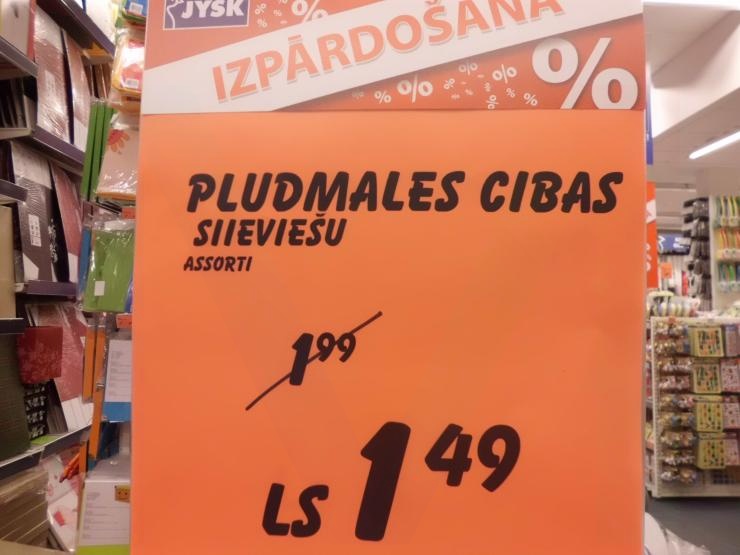 JYSK
IZPĀRDOŠANA
%
% % % % % % %
PLUDMALES CIBAS
SIIEVIEŠU
ASSORTI
1 99
LS 1 49